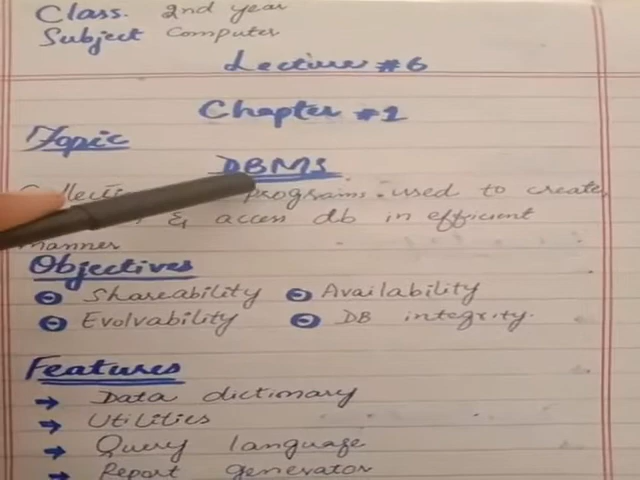 Class. 2nd year
Subject Computer
Lecture #6
Chapter #1
Topic
DBMS
programs used to create
& access db in efficient
manner
Objectives
Shareability Availability
Evolvability DB integrity.
Features
→ Data dictionary
→ Utilities
→ Query language
→ Report generator